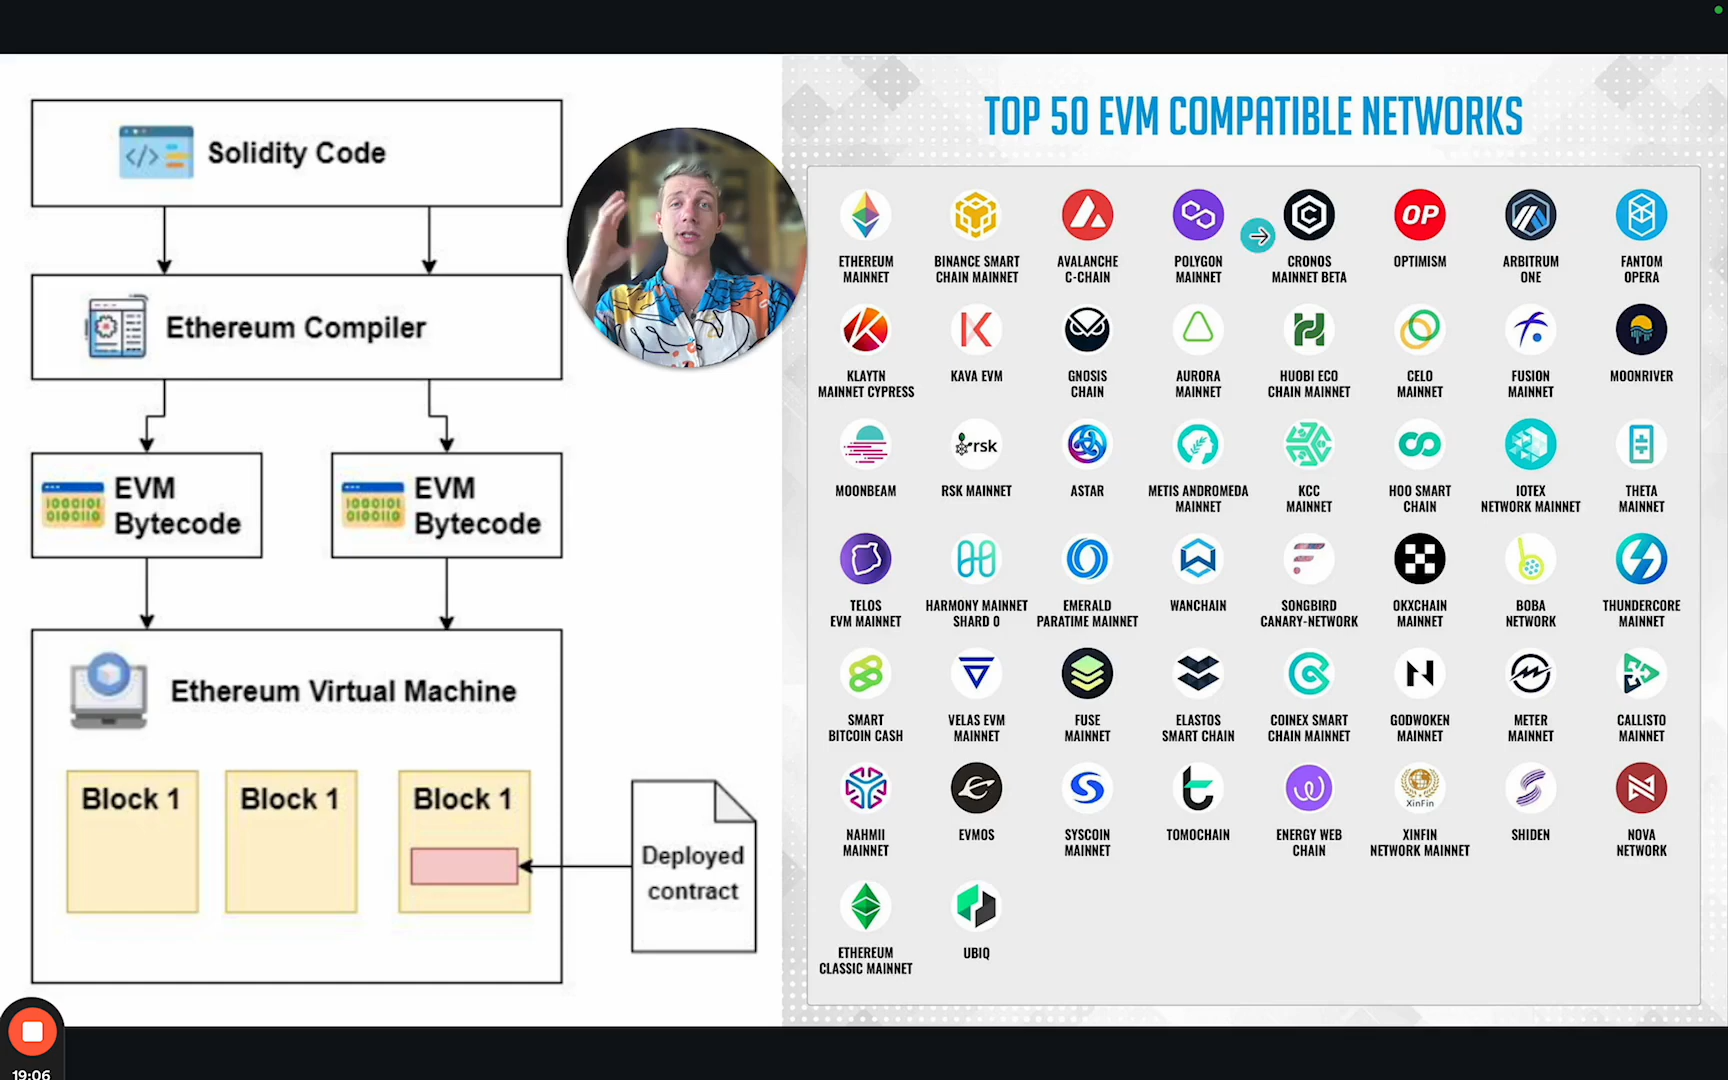 Solidity Code
Ethereum Compiler
EVM
Bytecode
EVM
Bytecode
Ethereum Virtual Machine
Block 1
Block 1
Block 1
Deployed
contract
19:06
TOP 50 EVM COMPATIBLE NETWORKS
ETHEREUM
MAINNET
BINANCE SMART
CHAIN MAINNET
AVALANCHE
C-CHAIN
POLYGON
MAINNET
CRONOS
MAINNET BETA
OP
OPTIMISM
ARBITRUM
ONE
FANTOM
OPERA
KLAYTN
MAINNET CYPRESS
KAVA EVM
GNOSIS
CHAIN
AURORA
MAINNET
HUOBI ECO
CHAIN MAINNET
CELO
MAINNET
FUSION
MAINNET
MOONRIVER
MOONBEAM
rsk
RSK MAINNET
ASTAR
METIS ANDROMEDA
MAINNET
KCC
MAINNET
HOO SMART
CHAIN
IOTEX
NETWORK MAINNET
THETA
MAINNET
TELOS
EVM MAINNET
HARMONY MAINNET
SHARD 0
EMERALD
PARATIME MAINNET
WANCHAIN
SONGBIRD
CANARY-NETWORK
OKXCHAIN
MAINNET
BOBA
NETWORK
THUNDERCORE
MAINNET
SMART
BITCOIN CASH
VELAS EVM
MAINNET
FUSE
MAINNET
ELASTOS
SMART CHAIN
COINEX SMART
CHAIN MAINNET
GODWOKEN
MAINNET
METER
MAINNET
CALLISTO
MAINNET
NAHMII
MAINNET
EVMOS
SYSCOIN
MAINNET
TOMOCHAIN
ENERGY WEB
CHAIN
XinFin
XINFIN
NETWORK MAINNET
SHIDEN
NOVA
NETWORK
ETHEREUM
CLASSIC MAINNET
UBIQ